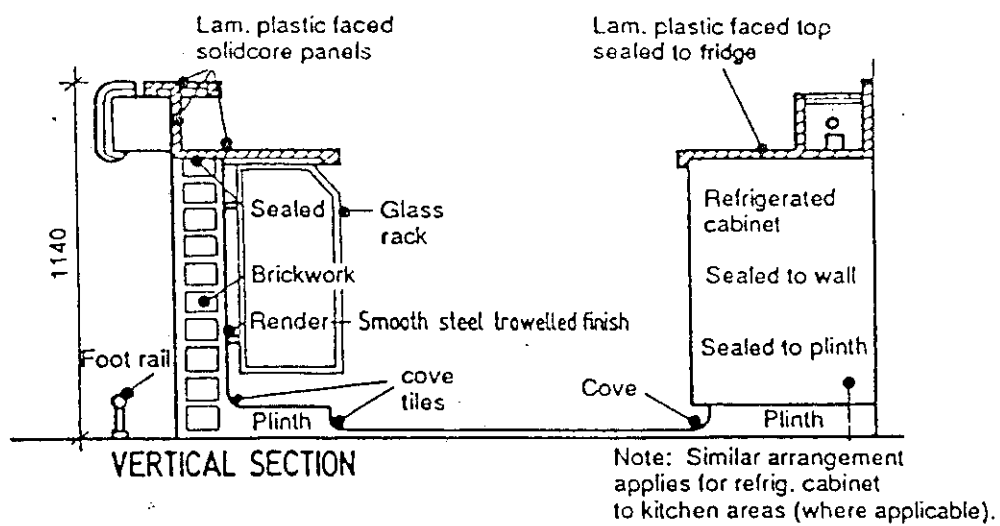 Lam. plastic faced
solidcore panels
Lam. plastic faced top
sealed to fridge
1140
Sealed
Glass
rack
Refrigerated
cabinet
Brickwork
Sealed to wall
Render
Smooth steel trowelled finish
Sealed to plinth
Foot rail
cove
tiles
Cove
Plinth
Plinth
VERTICAL SECTION
Note: Similar arrangement
applies for refrig. cabinet
to kitchen areas (where applicable).